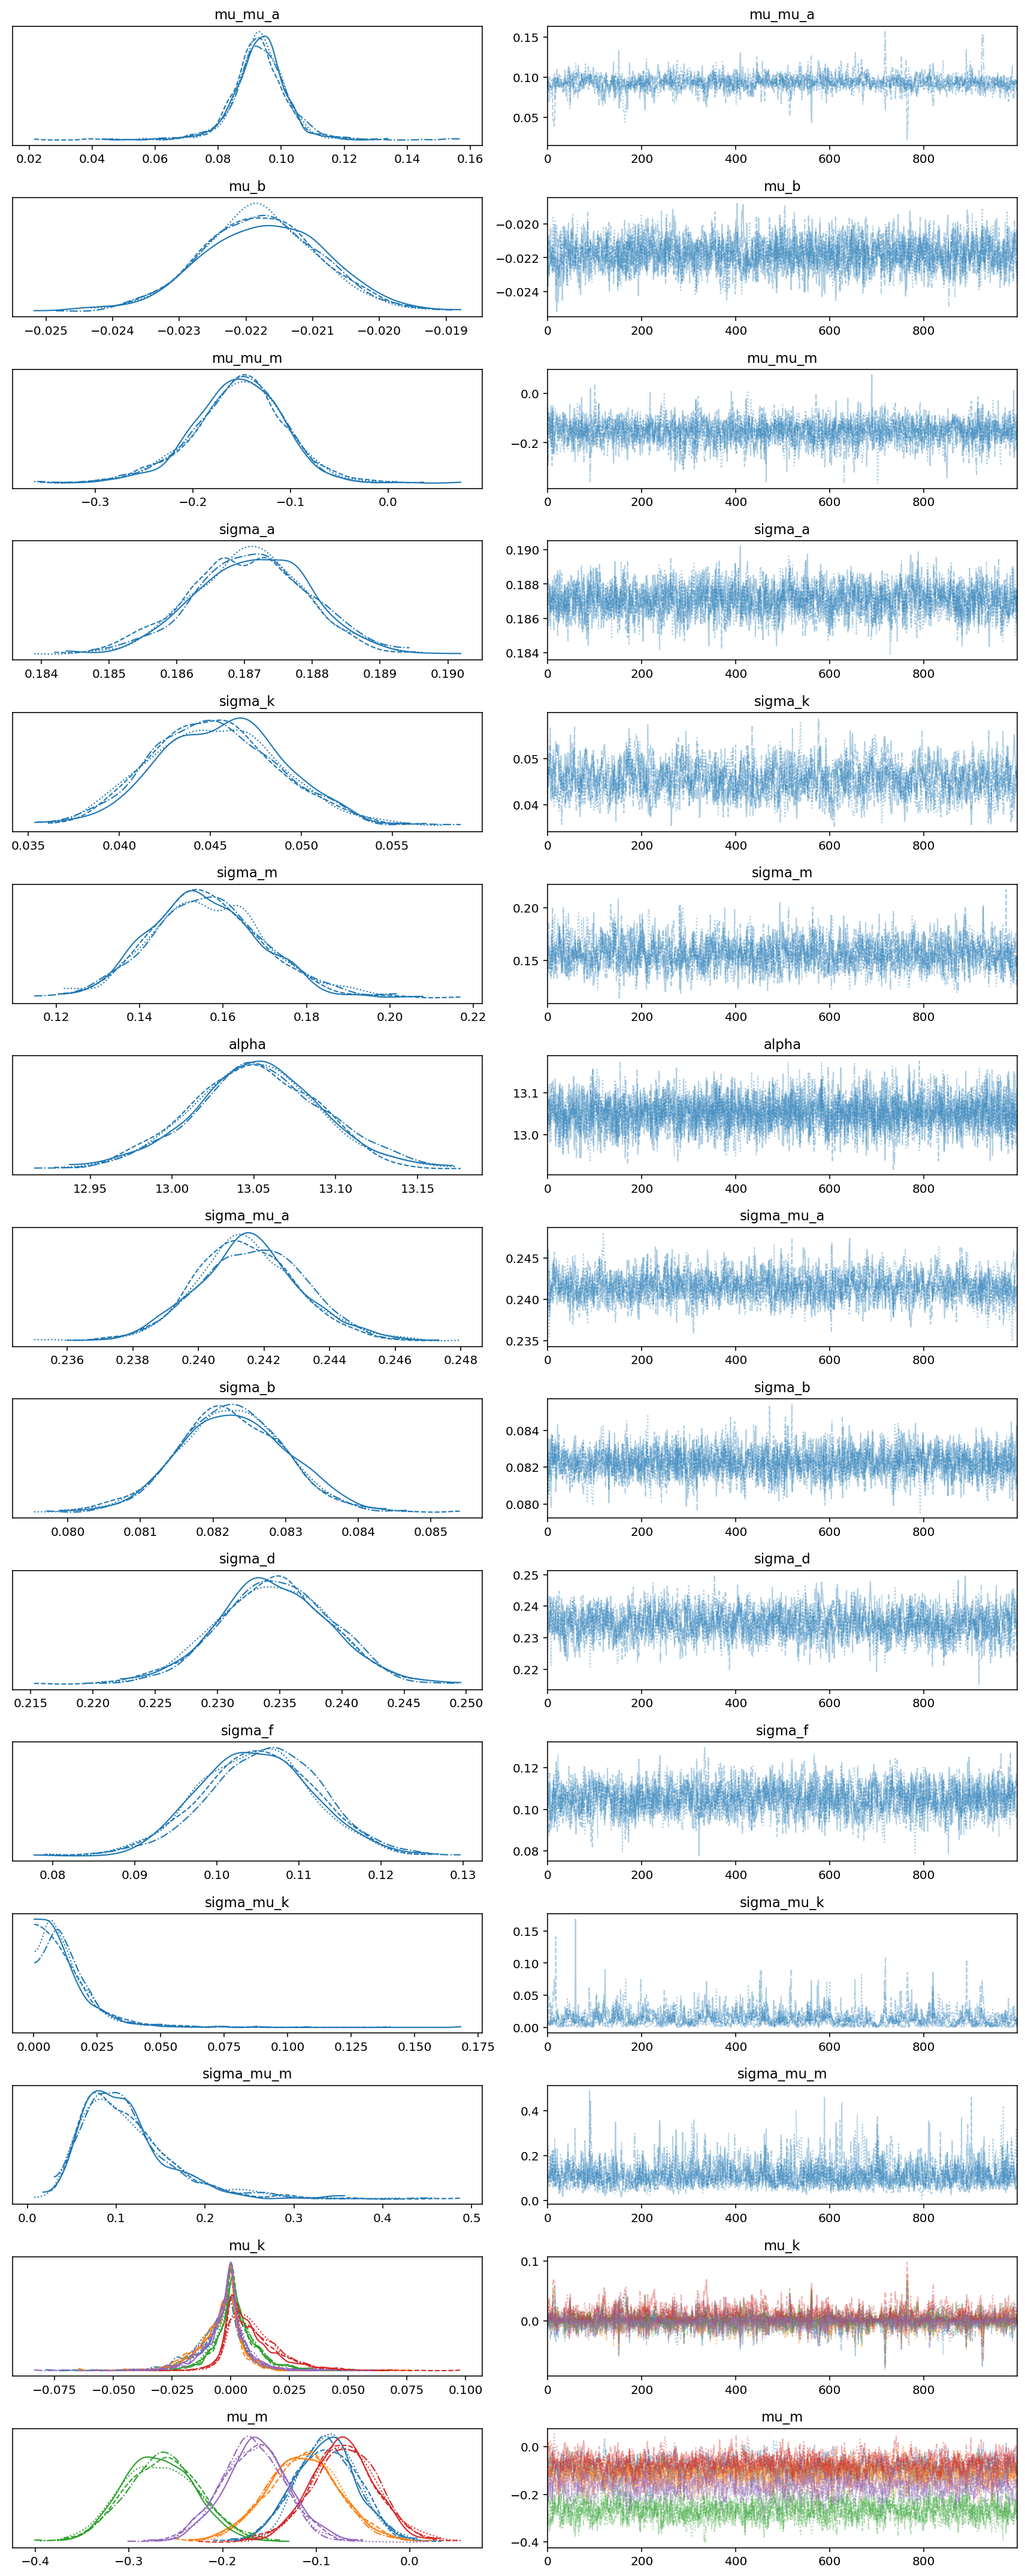 mu_mu_a mu_mu_a
0.15
0.10
0.05
0.02 0.04 0.06 0.08 0.10 0.12 0.14 0.16 0 200 400 600 800
mu_b mu_b
−0.020
−0.022
−0.024
−0.025 −0.024 −0.023 −0.022 −0.021 −0.020 −0.019 0 200 400 600 800
mu_mu_m mu_mu_m
0.0
−0.2
−0.3 −0.2 −0.1 0.0 0 200 400 600 800
sigma_a sigma_a
0.190
0.188
0.186
0.184
0.184 0.185 0.186 0.187 0.188 0.189 0.190 0 200 400 600 800
sigma_k sigma_k
0.05
0.04
0.035 0.040 0.045 0.050 0.055 0 200 400 600 800
sigma_m sigma_m
0.20
0.15
0.12 0.14 0.16 0.18 0.20 0.22 0 200 400 600 800
alpha alpha
13.1
13.0
12.95 13.00 13.05 13.10 13.15 0 200 400 600 800
sigma_mu_a sigma_mu_a
0.245
0.240
0.235
0.236 0.238 0.240 0.242 0.244 0.246 0.248 0 200 400 600 800
sigma_b sigma_b
0.084
0.082
0.080
0.080 0.081 0.082 0.083 0.084 0.085 0 200 400 600 800
sigma_d sigma_d
0.25
0.24
0.23
0.22
0.215 0.220 0.225 0.230 0.235 0.240 0.245 0.250 0 200 400 600 800
sigma_f sigma_f
0.12
0.10
0.08
0.08 0.09 0.10 0.11 0.12 0.13 0 200 400 600 800
sigma_mu_k sigma_mu_k
0.15
0.10
0.05
0.00
0.000 0.025 0.050 0.075 0.100 0.125 0.150 0.175 0 200 400 600 800
sigma_mu_m sigma_mu_m
0.4
0.2
0.0
0.0 0.1 0.2 0.3 0.4 0.5 0 200 400 600 800
mu_k mu_k
0.1
0.0
−0.075 −0.050 −0.025 0.000 0.025 0.050 0.075 0.100 0 200 400 600 800
mu_m mu_m
0.0
−0.2
−0.4
−0.4 −0.3 −0.2 −0.1 0.0 0 200 400 600 800